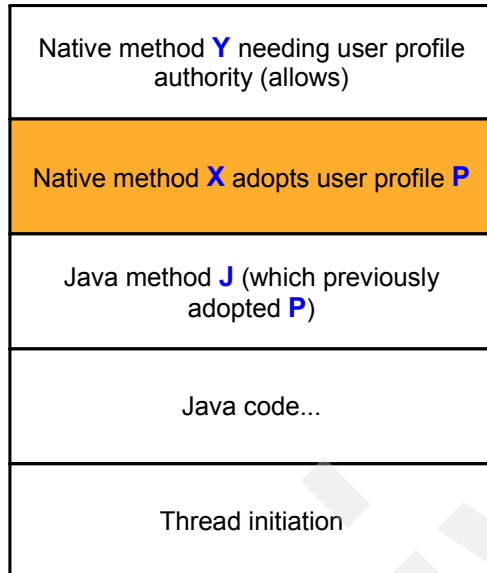 Native method Y needing user profile
authority (allows)
Native method X adopts user profile P
Java method J (which previously
adopted P)
Java code...
Thread initiation